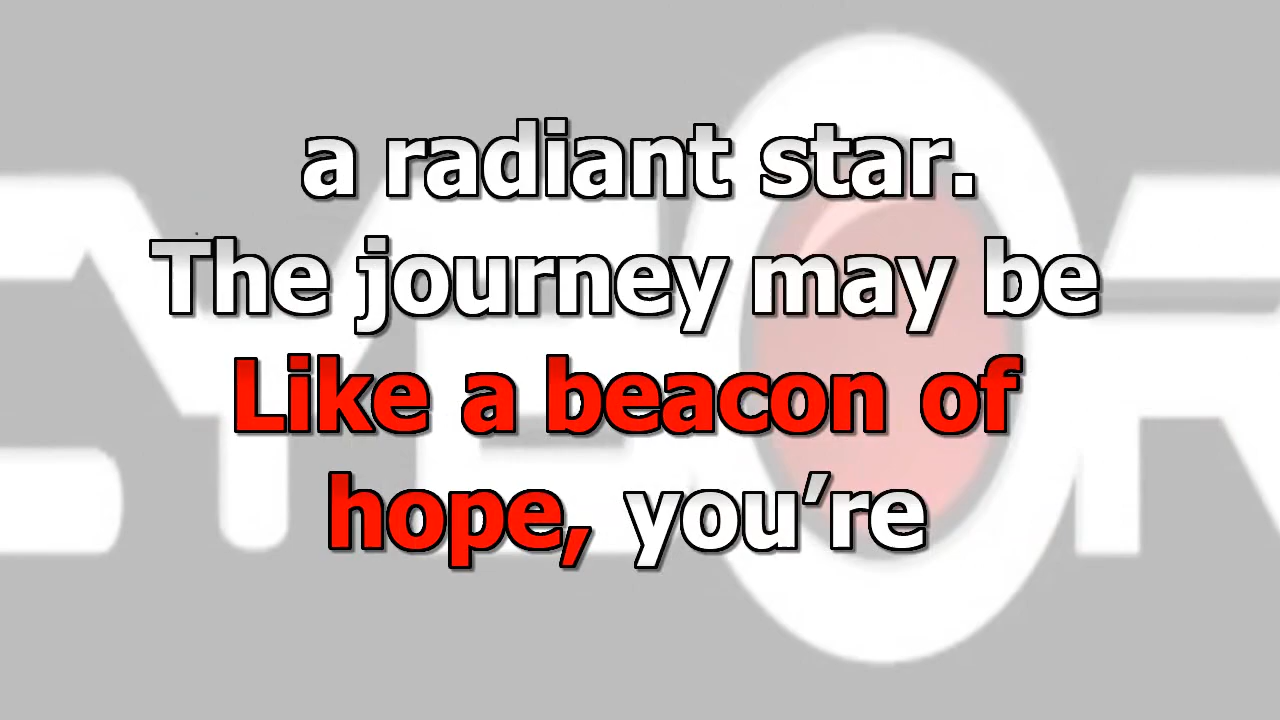 a radiant star.
The journey may be
Like a beacon of
hope, you’re